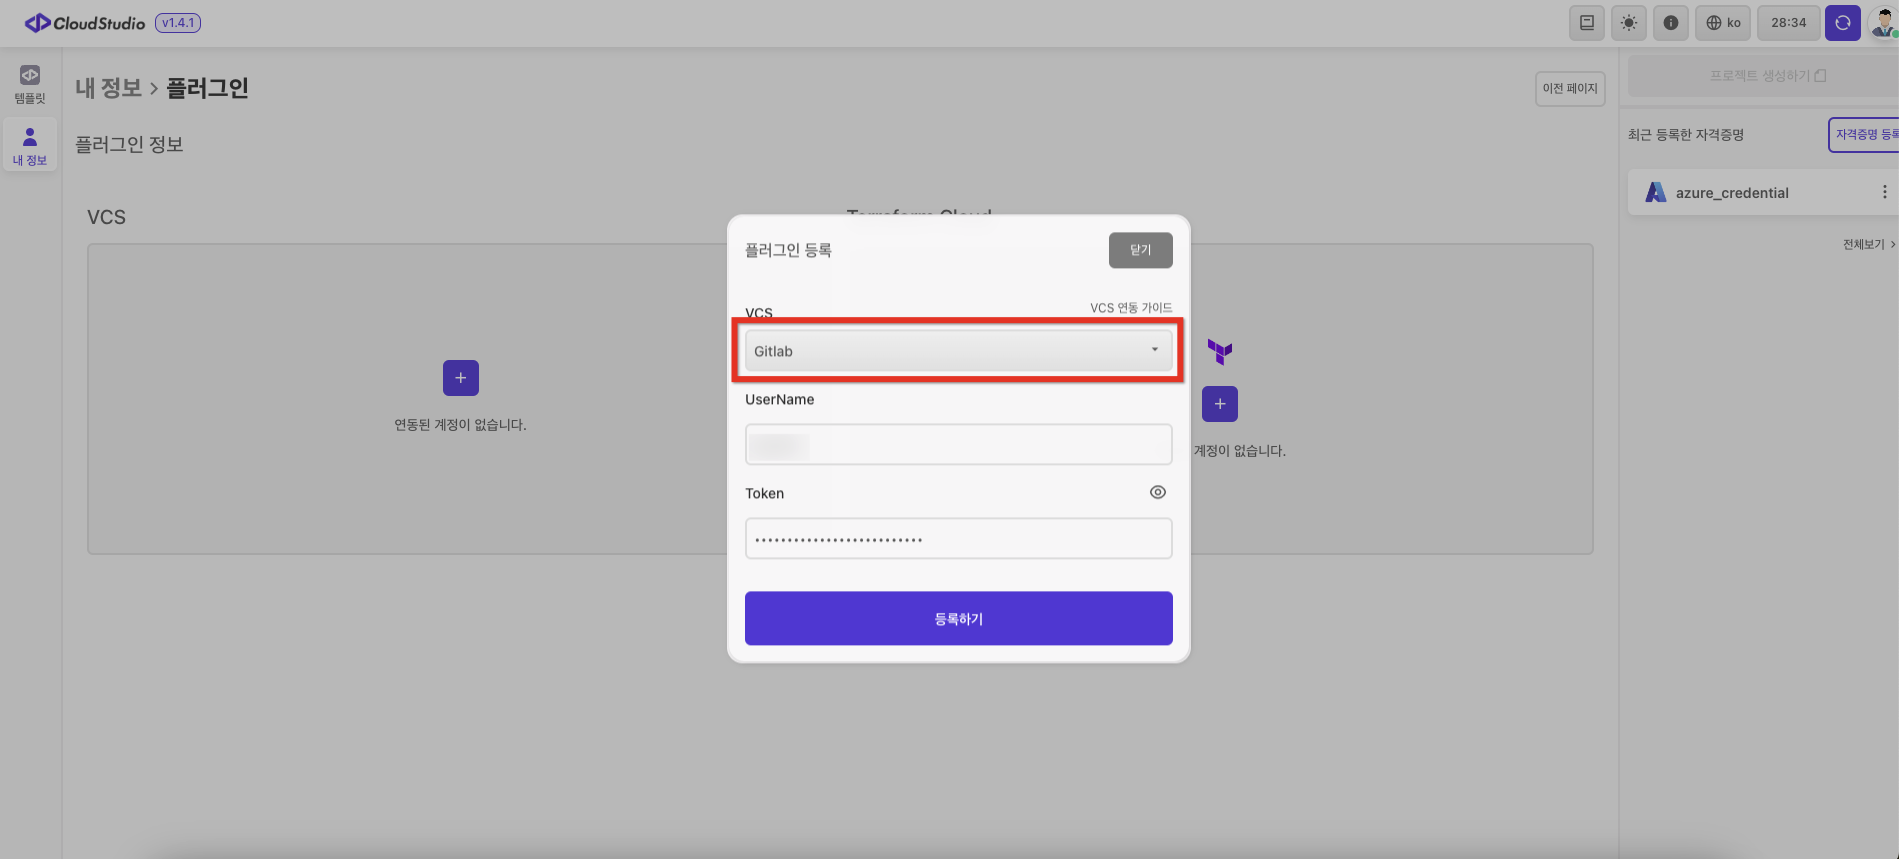 CloudStudio v1.4.1
ko
28:34
템플릿
내 정보
내 정보 > 플러그인
이전 페이지
플러그인 정보
VCS
Terraform Cloud
연동된 계정이 없습니다.
계정이 없습니다.
플러그인 등록
닫기
VCS
VCS 연동 가이드
Gitlab
UserName
Token
••••••••••••••••••••••••••
등록하기
프로젝트 생성하기
최근 등록한 자격증명
자격증명 등록
azure_credential
전체보기 >